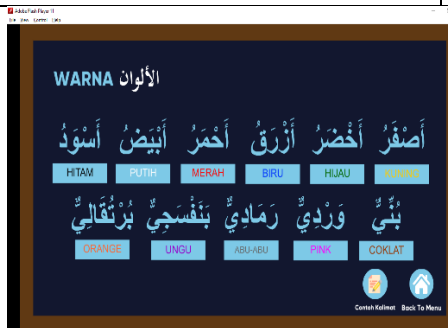 Adobe Flash Player 11
File View Control Help
WARNA الألوان
أَصْفَرُ أَخْضَرُ أَزْرَقُ أَحْمَرُ أَبْيَضُ أَسْوَدُ
HITAM PUTIH MERAH BIRU HIJAU KUNING
بُنِّيٌّ وَرْدِيٌّ رَمَادِيٌّ بَنَفْسَجِيٌّ بُرْتُقَالِيٌّ
ORANGE UNGU ABU-ABU PINK COKLAT
Contoh Kalimat Back To Menu